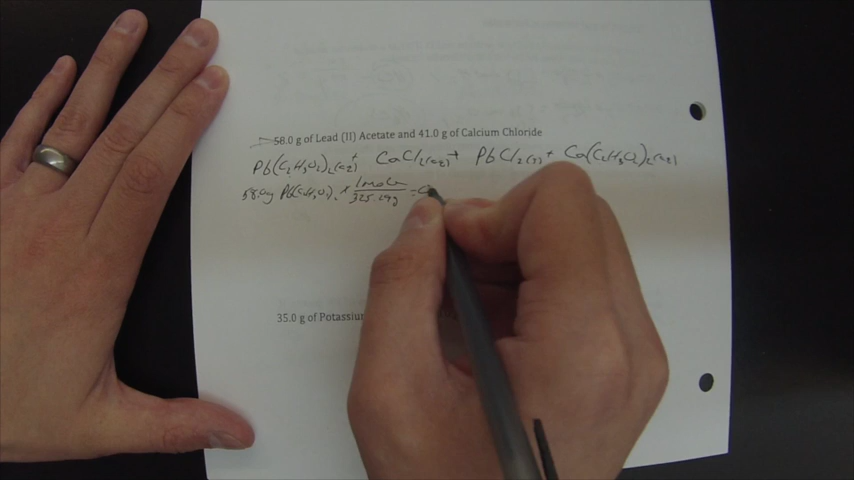 58.0 g of Lead (II) Acetate and 41.0 g of Calcium Chloride
Pb(C₂H₃O₂)₂(aq) + CaCl₂(aq) → PbCl₂(s) + Ca(C₂H₃O₂)₂(aq)
58.0g Pb(C₂H₃O₂)₂ × 1mole
325.29g =
35.0 g of Potassiu